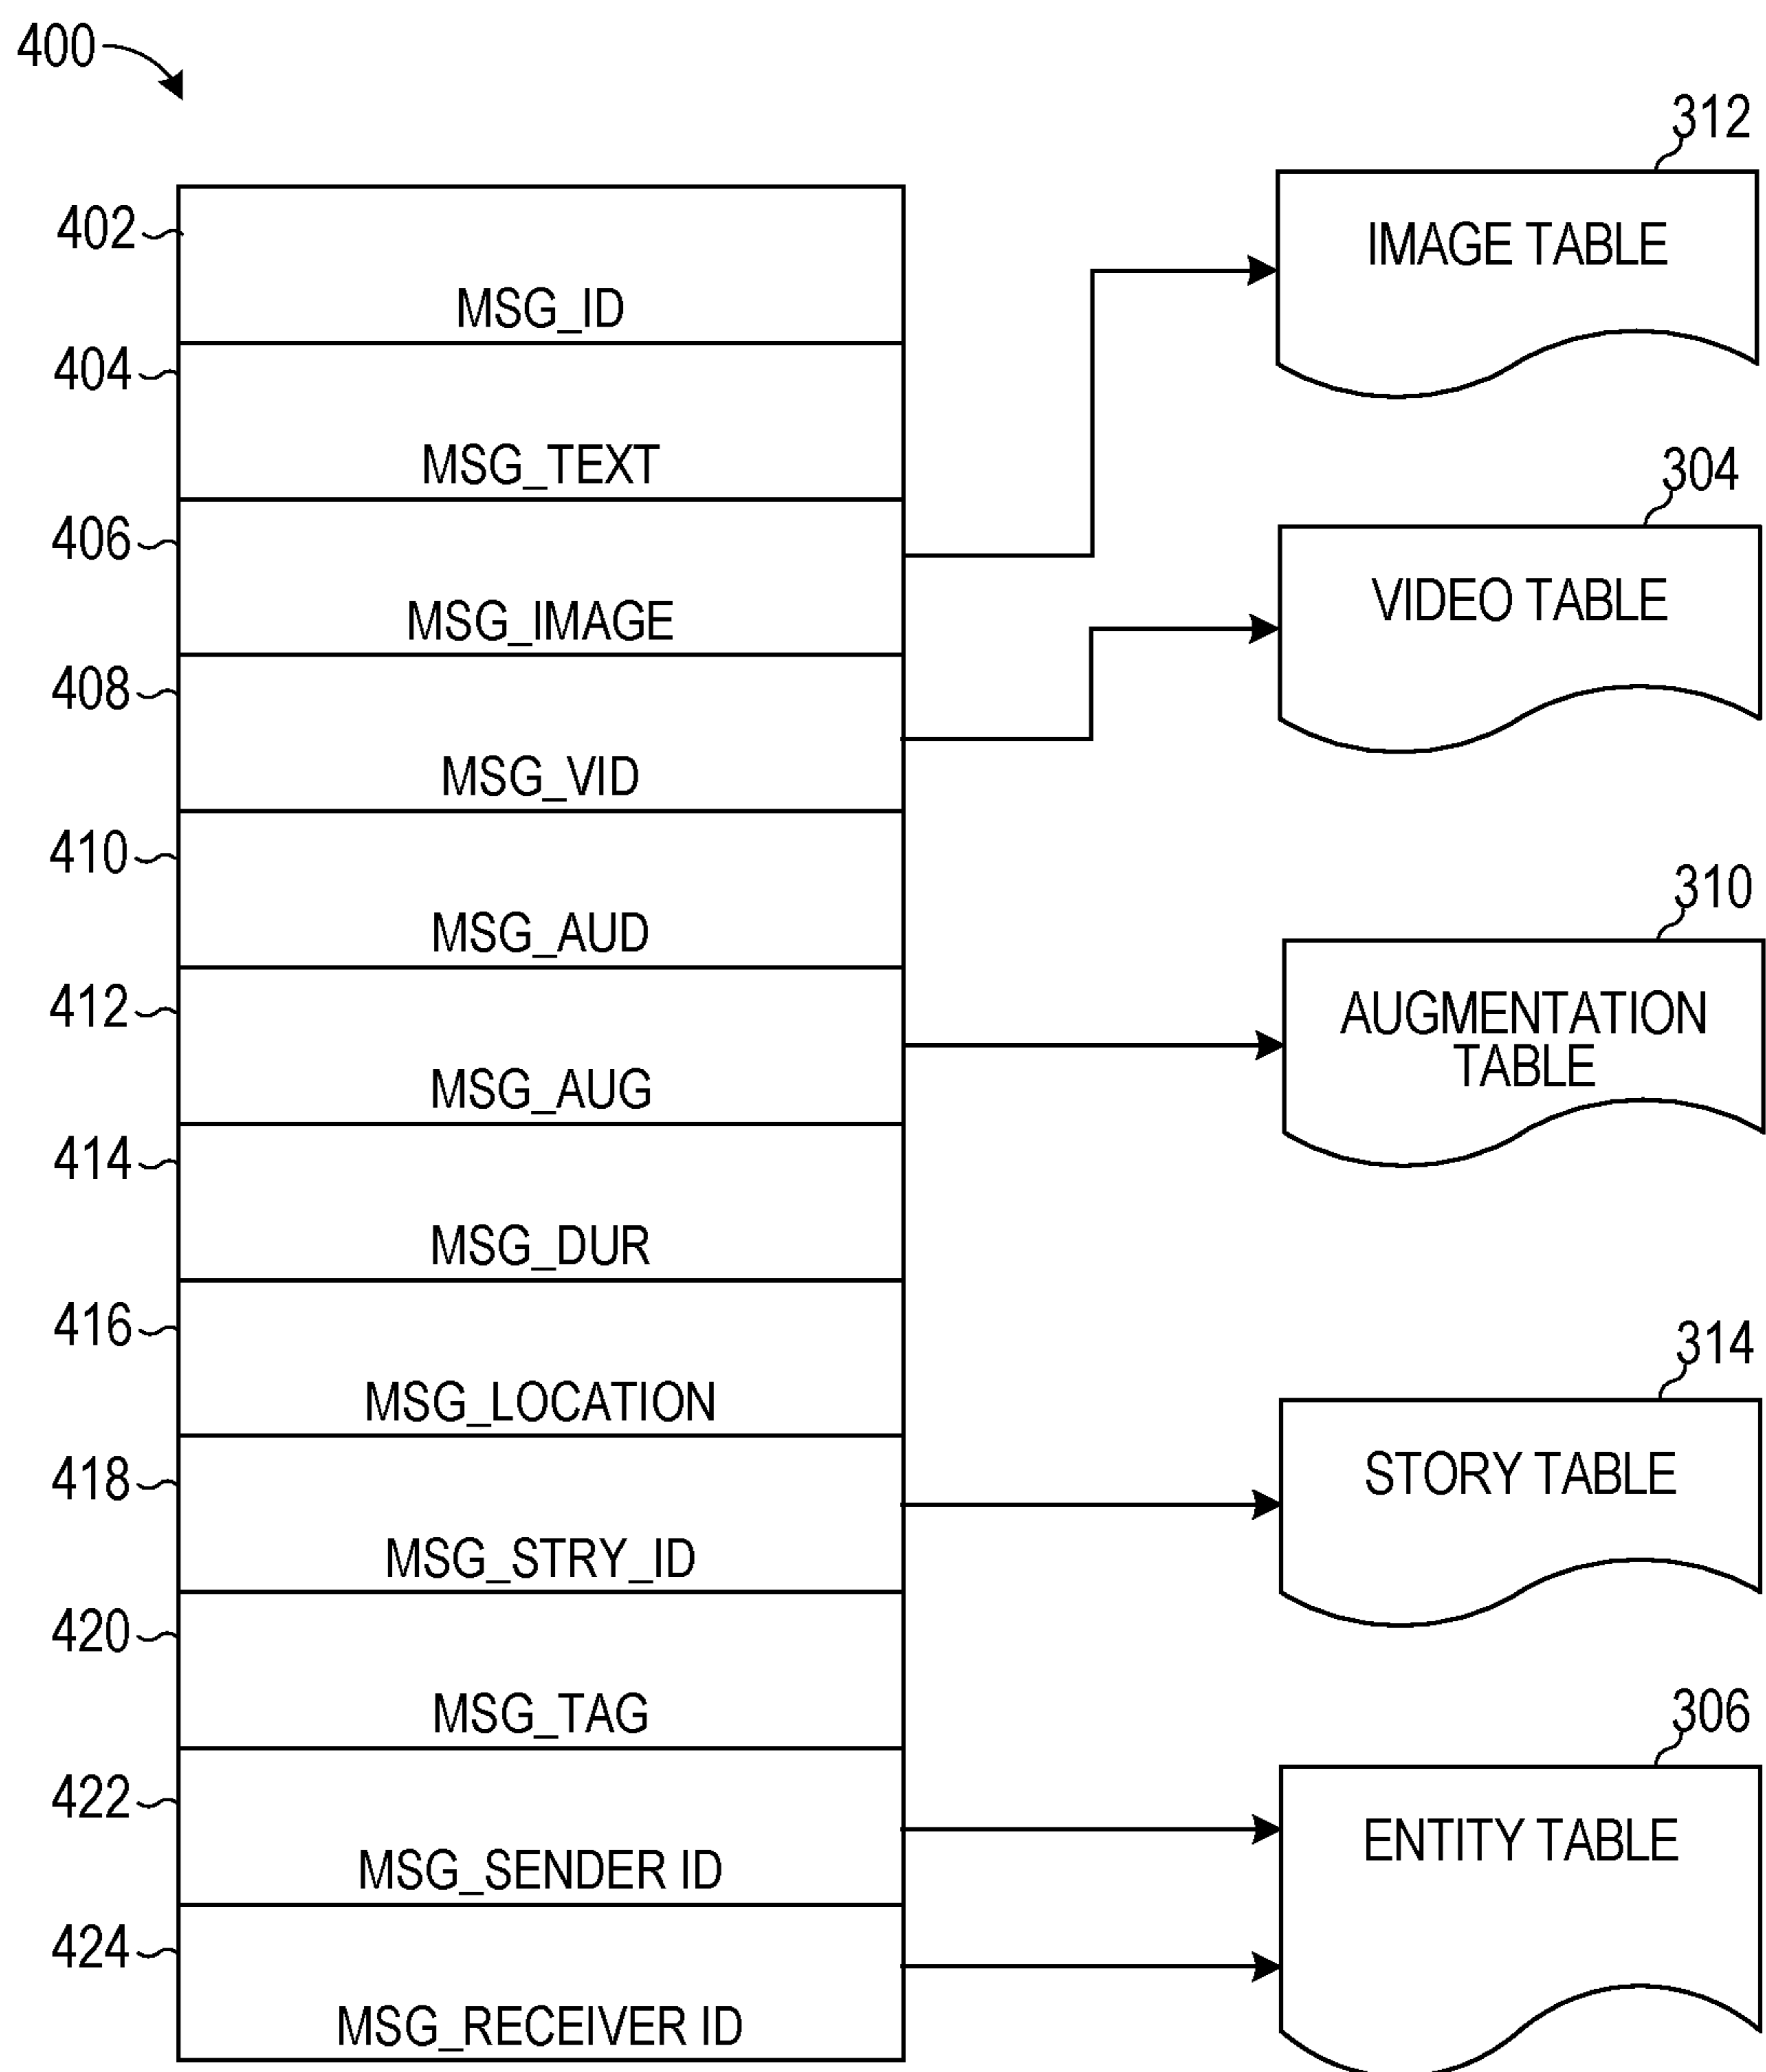 400
402
MSG_ID
404
MSG_TEXT
406
MSG_IMAGE
408
MSG_VID
410
MSG_AUD
412
MSG_AUG
414
MSG_DUR
416
MSG_LOCATION
418
MSG_STRY_ID
420
MSG_TAG
422
MSG_SENDER ID
424
MSG_RECEIVER ID
312
IMAGE TABLE
304
VIDEO TABLE
310
AUGMENTATION
TABLE
314
STORY TABLE
306
ENTITY TABLE